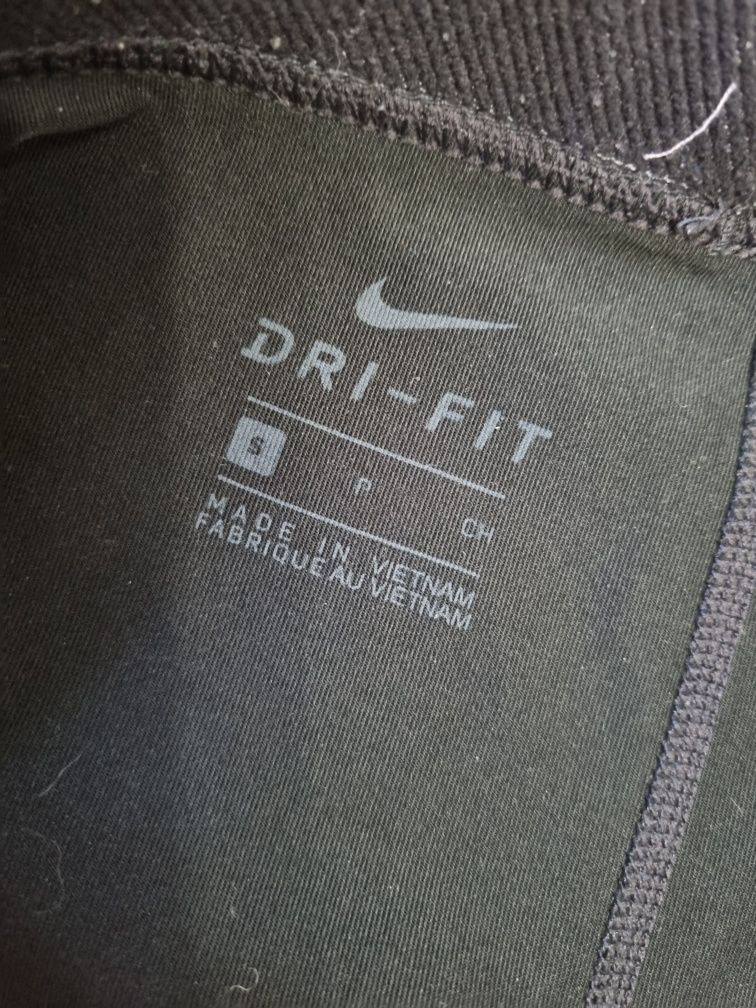 DRI-FIT
S P CH
MADE IN VIETNAM
FABRIQUE AU VIETNAM